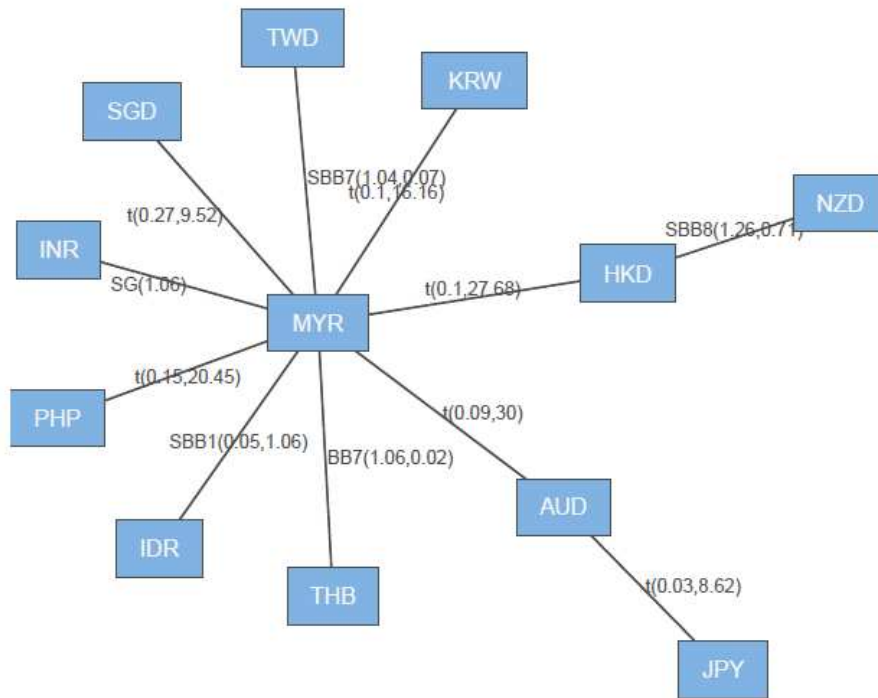 TWD
KRW
SGD
SBB7(1.04,0.07)
t(0.1,16.16)
NZD
t(0.27,9.52)
SBB8(1.26,0.71)
INR
HKD
SG(1.06)
t(0.1,27.68)
MYR
t(0.15,20.45)
PHP
t(0.09,30)
SBB1(0.05,1.06)
BB7(1.06,0.02)
AUD
IDR
THB
t(0.03,8.62)
JPY